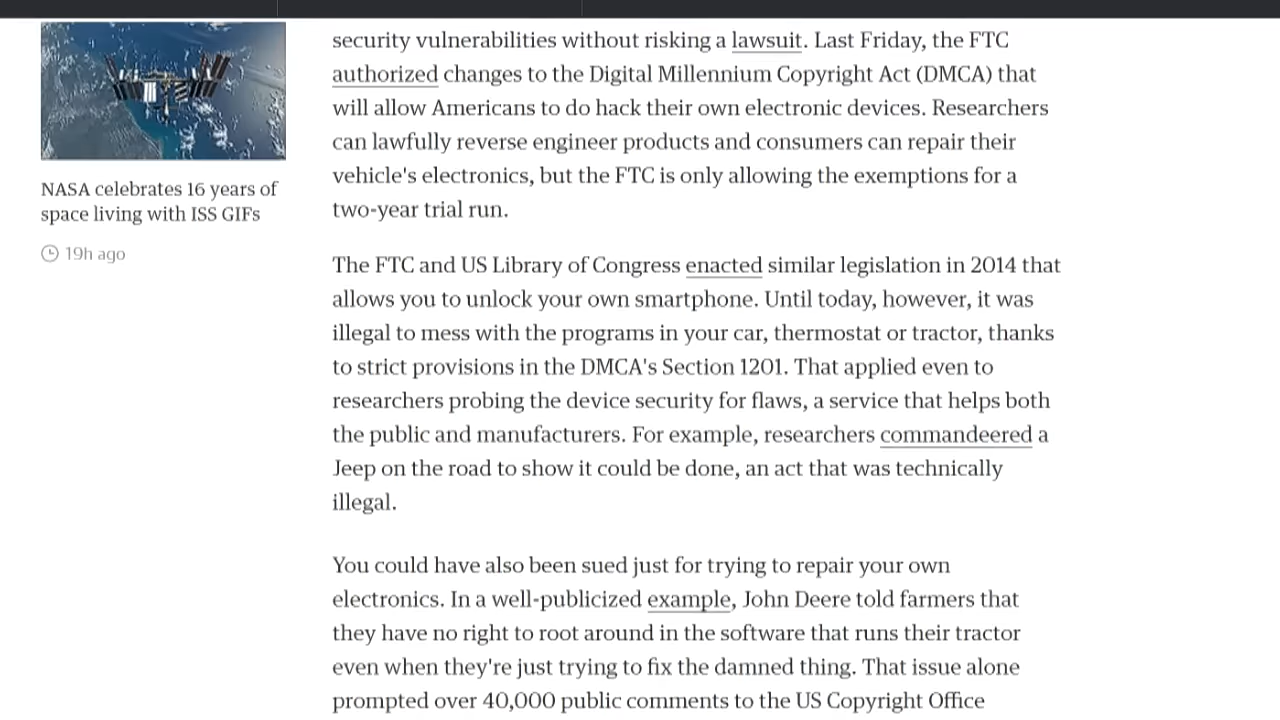 NASA celebrates 16 years of
space living with ISS GIFs
19h ago
security vulnerabilities without risking a lawsuit. Last Friday, the FTC
authorized changes to the Digital Millennium Copyright Act (DMCA) that
will allow Americans to do hack their own electronic devices. Researchers
can lawfully reverse engineer products and consumers can repair their
vehicle's electronics, but the FTC is only allowing the exemptions for a
two-year trial run.
The FTC and US Library of Congress enacted similar legislation in 2014 that
allows you to unlock your own smartphone. Until today, however, it was
illegal to mess with the programs in your car, thermostat or tractor, thanks
to strict provisions in the DMCA's Section 1201. That applied even to
researchers probing the device security for flaws, a service that helps both
the public and manufacturers. For example, researchers commandeered a
Jeep on the road to show it could be done, an act that was technically
illegal.
You could have also been sued just for trying to repair your own
electronics. In a well-publicized example, John Deere told farmers that
they have no right to root around in the software that runs their tractor
even when they're just trying to fix the damned thing. That issue alone
prompted over 40,000 public comments to the US Copyright Office